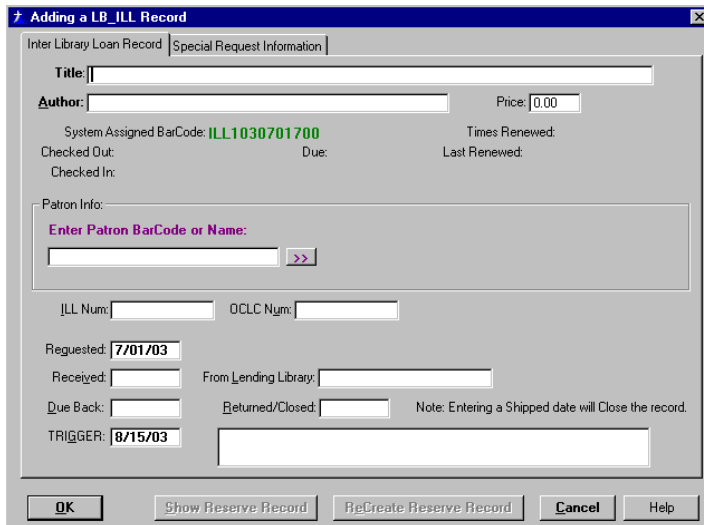 Adding a LB_ILL Record
Inter Library Loan Record Special Request Information
Title:
Author: Price: 0.00
System Assigned BarCode: ILL1030701700 Times Renewed:
Checked Out: Due: Last Renewed:
Checked In:
Patron Info:
Enter Patron BarCode or Name:
>>
ILL Num: OCLC Num:
Requested: 7/01/03
Received: From Lending Library:
Due Back: Returned/Closed: Note: Entering a Shipped date will Close the record.
TRIGGER: 8/15/03
OK Show Reserve Record ReCreate Reserve Record Cancel Help